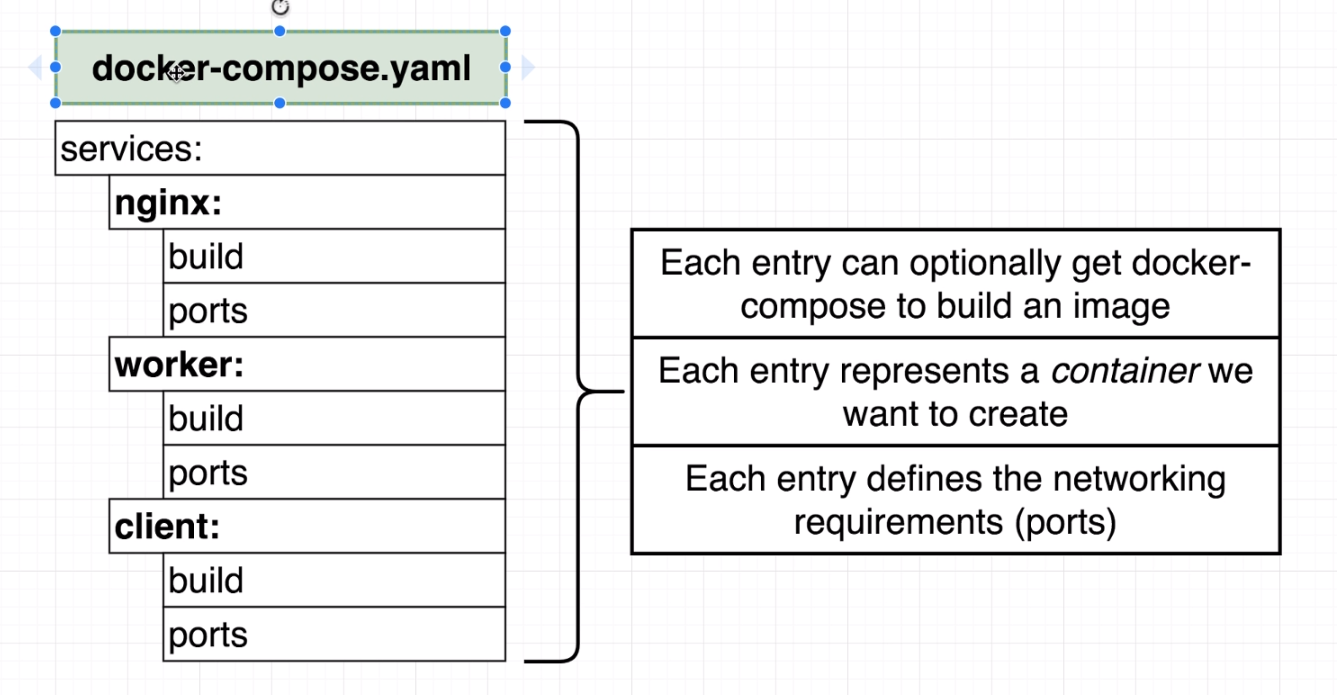 docker-compose.yaml
services:
nginx:
build
ports
worker:
build
ports
client:
build
ports
Each entry can optionally get docker-
compose to build an image
Each entry represents a container we
want to create
Each entry defines the networking
requirements (ports)